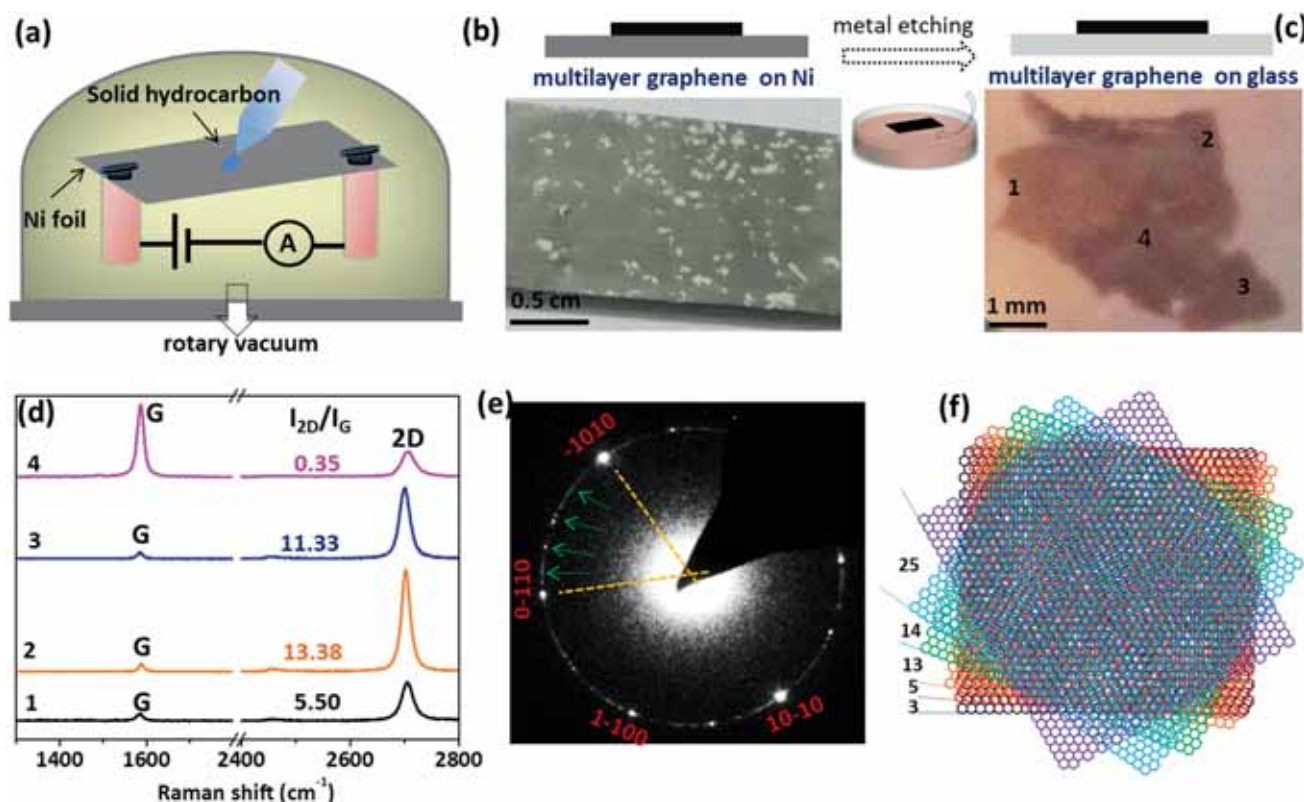 (a)
Solid hydrocarbon
Ni foil
A
rotary vacuum
(b)
multilayer graphene on Ni
0.5 cm
metal etching
(c)
multilayer graphene on glass
1
2
4
3
1 mm
(d)
G
I2D/IG
2D
4
0.35
3
G
11.33
2
G
13.38
1
G
5.50
1400
1600
2400
2600
2800
Raman shift (cm-1)
(e)
-1010
0-110
1-100
10-10
(f)
25
14
13
5
3